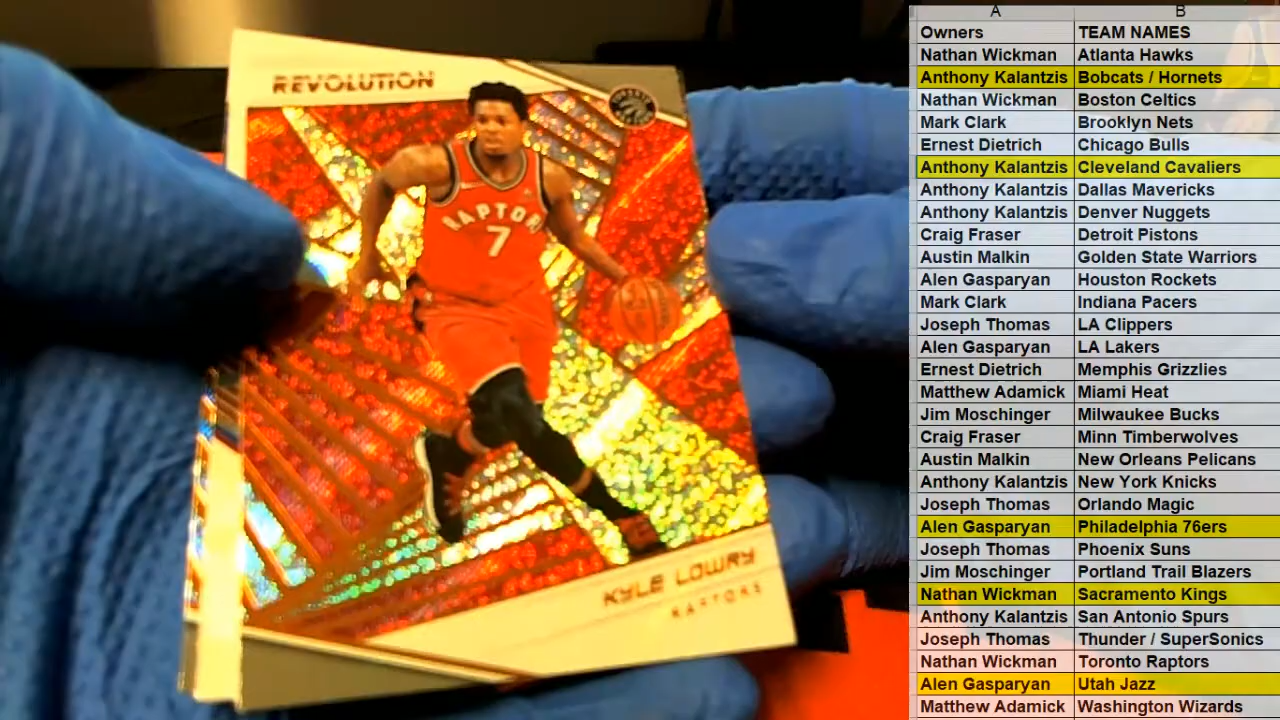 REVOLUTION
RAPTORS
7
KYLE LOWRY
RAPTORS
A B
Owners TEAM NAMES
Nathan Wickman Atlanta Hawks
Anthony Kalantzis Bobcats / Hornets
Nathan Wickman Boston Celtics
Mark Clark Brooklyn Nets
Ernest Dietrich Chicago Bulls
Anthony Kalantzis Cleveland Cavaliers
Anthony Kalantzis Dallas Mavericks
Anthony Kalantzis Denver Nuggets
Craig Fraser Detroit Pistons
Austin Malkin Golden State Warriors
Alen Gasparyan Houston Rockets
Mark Clark Indiana Pacers
Joseph Thomas LA Clippers
Alen Gasparyan LA Lakers
Ernest Dietrich Memphis Grizzlies
Matthew Adamick Miami Heat
Jim Moschinger Milwaukee Bucks
Craig Fraser Minn Timberwolves
Austin Malkin New Orleans Pelicans
Anthony Kalantzis New York Knicks
Joseph Thomas Orlando Magic
Alen Gasparyan Philadelphia 76ers
Joseph Thomas Phoenix Suns
Jim Moschinger Portland Trail Blazers
Nathan Wickman Sacramento Kings
Anthony Kalantzis San Antonio Spurs
Joseph Thomas Thunder / SuperSonics
Nathan Wickman Toronto Raptors
Alen Gasparyan Utah Jazz
Matthew Adamick Washington Wizards